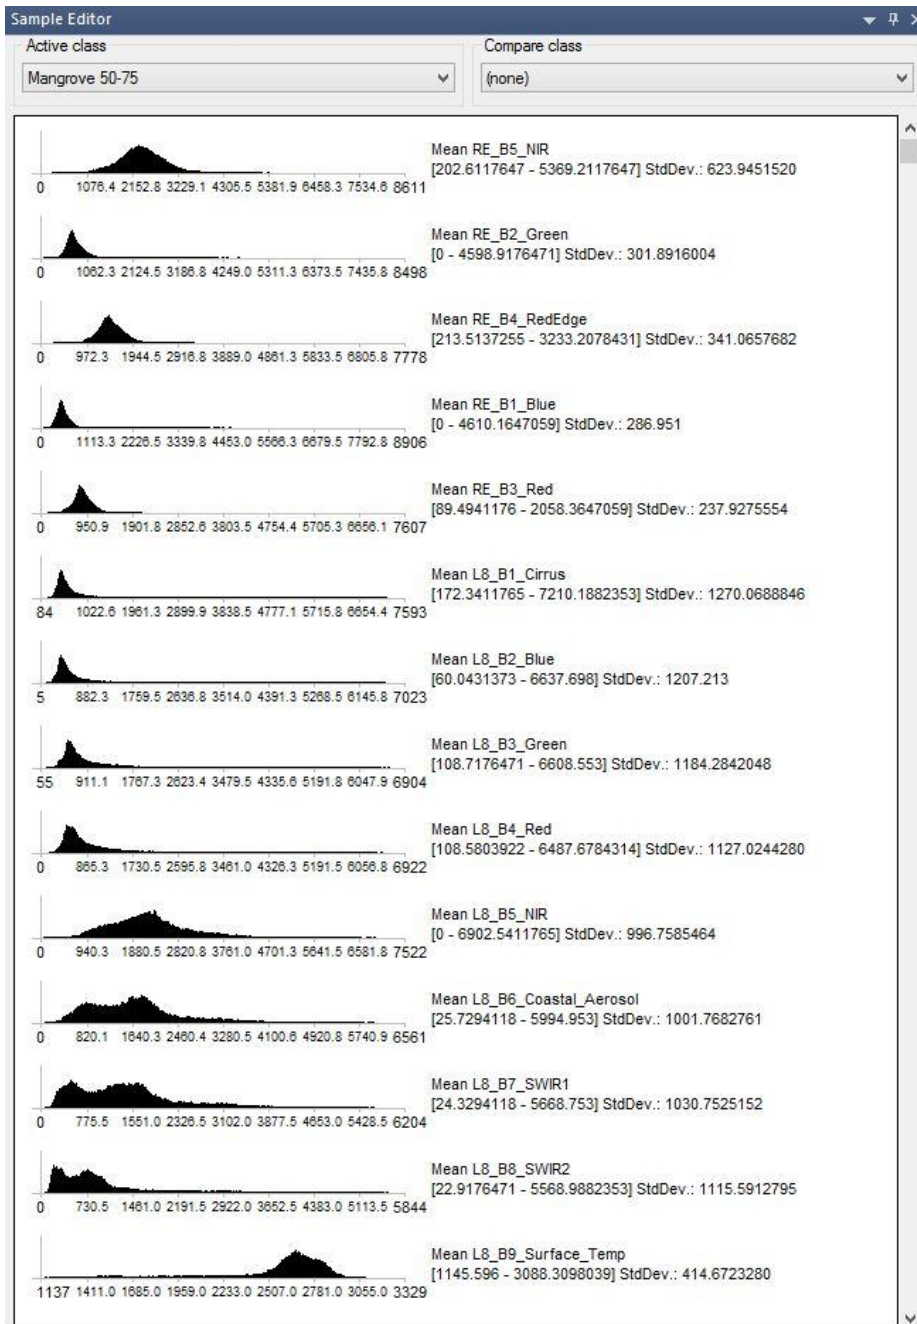 Sample Editor
Active class
Compare class
Mangrove 50-75
(none)
Mean RE_B5_NIR
[202.6117647 - 5369.2117647] StdDev.: 623.9451520
0 1076.4 2152.8 3229.1 4305.5 5381.9 6458.3 7534.6 8611
Mean RE_B2_Green
[0 - 4598.9176471] StdDev.: 301.8916004
0 1062.3 2124.5 3186.8 4249.0 5311.3 6373.5 7435.8 8498
Mean RE_B4_RedEdge
[213.5137255 - 3233.2078431] StdDev.: 341.0657682
0 972.3 1944.5 2916.8 3889.0 4861.3 5833.5 6805.8 7778
Mean RE_B1_Blue
[0 - 4610.1647059] StdDev.: 286.951
0 1113.3 2226.5 3339.8 4453.0 5566.3 6679.5 7792.8 8906
Mean RE_B3_Red
[89.4941176 - 2058.3647059] StdDev.: 237.9275554
0 950.9 1901.8 2852.6 3803.5 4754.4 5705.3 6656.1 7607
Mean L8_B1_Cirrus
[172.3411765 - 7210.1882353] StdDev.: 1270.0688846
84 1022.6 1961.3 2899.9 3838.5 4777.1 5715.8 6654.4 7593
Mean L8_B2_Blue
[60.0431373 - 6637.698] StdDev.: 1207.213
5 882.3 1759.5 2636.8 3514.0 4391.3 5268.5 6145.8 7023
Mean L8_B3_Green
[108.7176471 - 6608.553] StdDev.: 1184.2842048
55 911.1 1767.3 2623.4 3479.5 4335.6 5191.8 6047.9 6904
Mean L8_B4_Red
[108.5803922 - 6487.6784314] StdDev.: 1127.0244280
0 865.3 1730.5 2595.8 3461.0 4326.3 5191.5 6056.8 6922
Mean L8_B5_NIR
[0 - 6902.5411765] StdDev.: 996.7585464
0 940.3 1880.5 2820.8 3761.0 4701.3 5641.5 6581.8 7522
Mean L8_B6_Coastal_Aerosol
[25.7294118 - 5994.953] StdDev.: 1001.7682761
0 820.1 1640.3 2460.4 3280.5 4100.6 4920.8 5740.9 6561
Mean L8_B7_SWIR1
[24.3294118 - 5668.753] StdDev.: 1030.7525152
0 775.5 1551.0 2326.5 3102.0 3877.5 4653.0 5428.5 6204
Mean L8_B8_SWIR2
[22.9176471 - 5568.9882353] StdDev.: 1115.5912795
0 730.5 1461.0 2191.5 2922.0 3652.5 4383.0 5113.5 5844
Mean L8_B9_Surface_Temp
[1145.596 - 3088.3098039] StdDev.: 414.6723280
1137 1411.0 1685.0 1959.0 2233.0 2507.0 2781.0 3055.0 3329